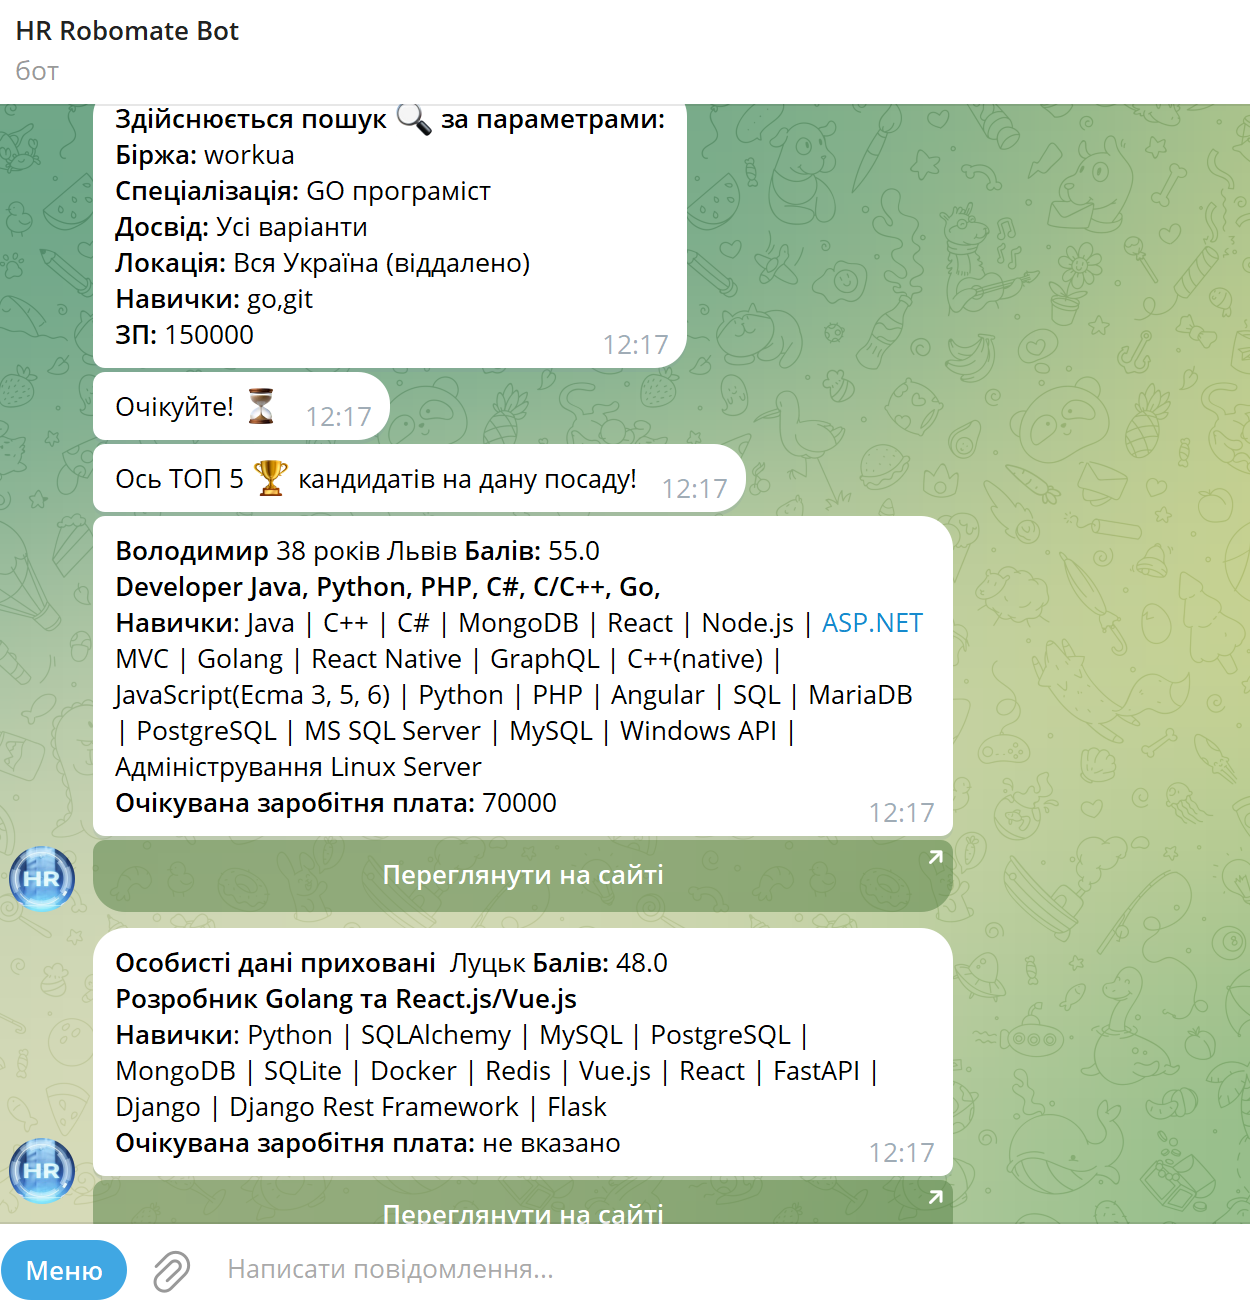 HR Robomate Bot
бот
Здійснюється пошук 🔍 за параметрами:
Біржа: workua
Спеціалізація: GO програміст
Досвід: Усі варіанти
Локація: Вся Україна (віддалено)
Навички: go,git
ЗП: 150000
12:17
Очікуйте! ⏳ 12:17
Ось ТОП 5 🏆 кандидатів на дану посаду! 12:17
Володимир 38 років Львів Балів: 55.0
Developer Java, Python, PHP, C#, C/C++, Go,
Навички: Java | C++ | C# | MongoDB | React | Node.js | ASP.NET
MVC | Golang | React Native | GraphQL | C++(native) |
JavaScript(Ecma 3, 5, 6) | Python | PHP | Angular | SQL | MariaDB
| PostgreSQL | MS SQL Server | MySQL | Windows API |
Адміністрування Linux Server
Очікувана заробітня плата: 70000
12:17
HR
Переглянути на сайті
Особисті дані приховані Луцьк Балів: 48.0
Розробник Golang та React.js/Vue.js
Навички: Python | SQLAlchemy | MySQL | PostgreSQL |
MongoDB | SQLite | Docker | Redis | Vue.js | React | FastAPI |
Django | Django Rest Framework | Flask
Очікувана заробітня плата: не вказано
12:17
HR
Переглянути на сайті
Меню
Написати повідомлення...